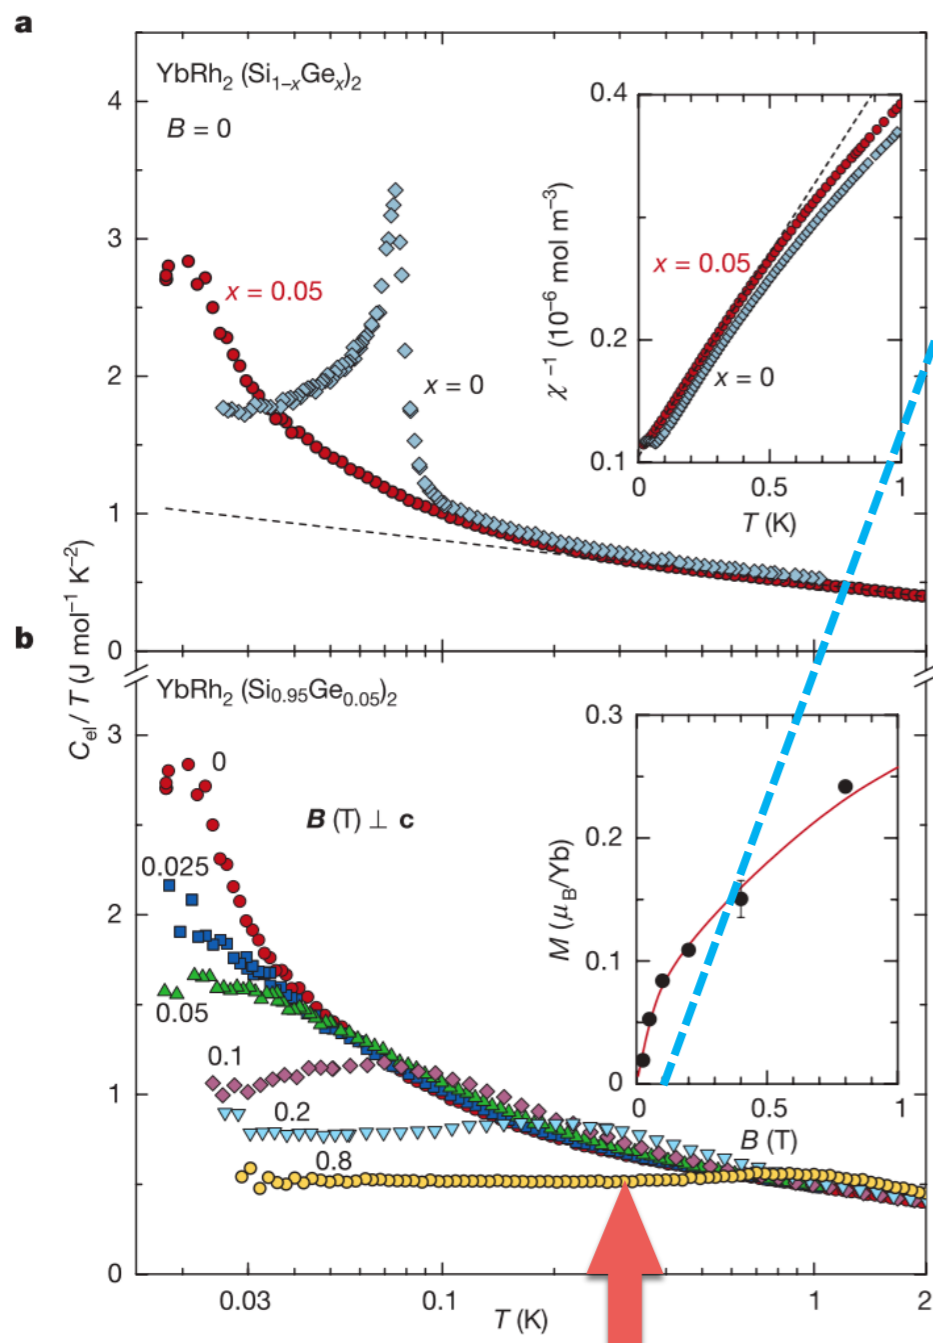 a
YbRh₂ (Si₁₋ₓGeₓ)₂
B = 0
4
3
2
1
0
x = 0.05
x = 0
0.4
0.2
0.1
χ⁻¹ (10⁻⁶ mol m⁻³)
x = 0.05
x = 0
0 0.5 1
T (K)
Cₑₗ / T (J mol⁻¹ K⁻²)
b
YbRh₂ (Si₀.₉₅Ge₀.₀₅)₂
B (T) ⊥ c
3
2
1
0
0
0.025
0.05
0.1
0.2
0.8
0.3
0.2
0.1
0
M (μ_B/Yb)
0 0.5 1
B (T)
0.03 0.1 1 2
T (K)